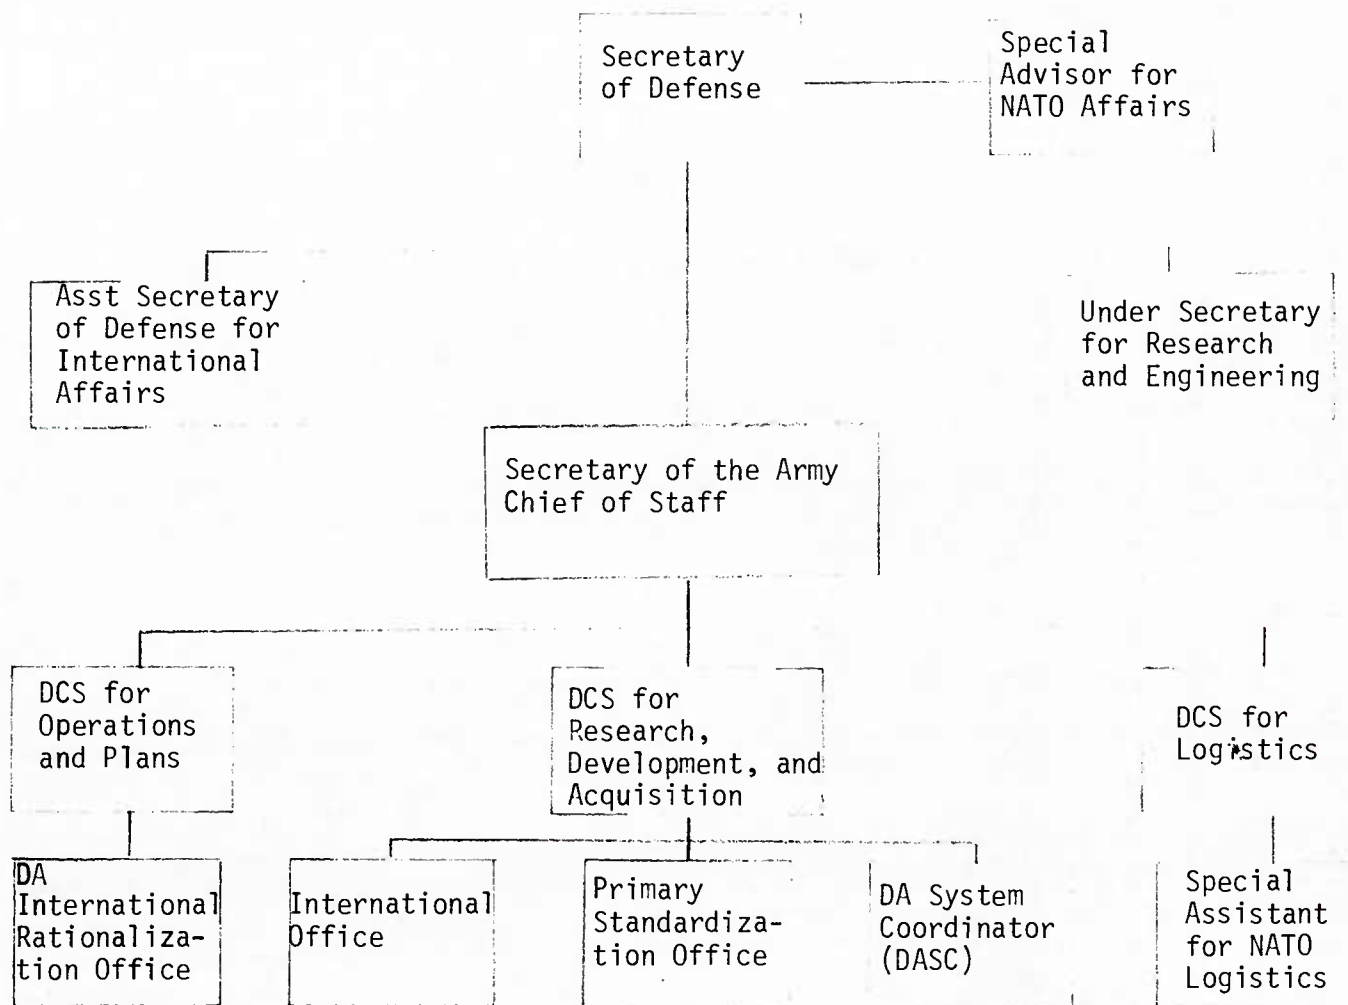 Secretary
of Defense
Special
Advisor for
NATO Affairs
Asst Secretary
of Defense for
International
Affairs
Under Secretary
for Research
and Engineering
Secretary of the Army
Chief of Staff
DCS for
Operations
and Plans
DCS for
Research,
Development, and
Acquisition
DCS for
Logistics
DA
International
Rationaliza-
tion Office
International
Office
Primary
Standardiza-
tion Office
DA System
Coordinator
(DASC)
Special
Assistant
for NATO
Logistics